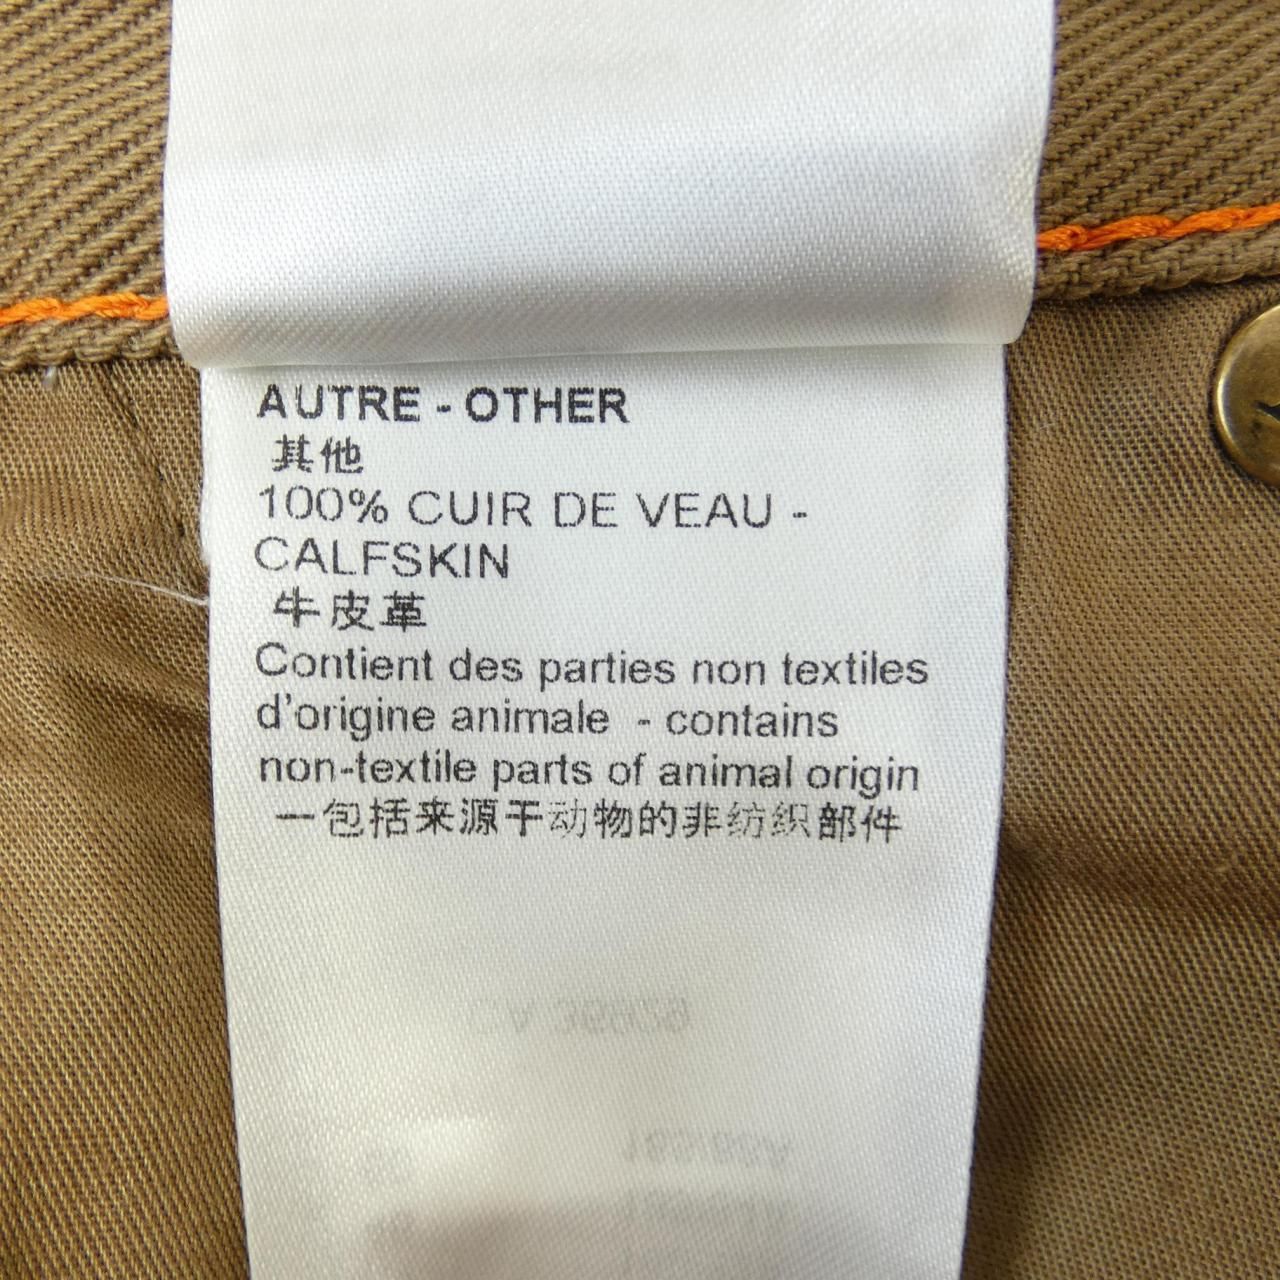 AUTRE - OTHER
其他
100% CUIR DE VEAU -
CALFSKIN
牛皮革
Contient des parties non textiles
d'origine animale - contains
non-textile parts of animal origin
一包括来源于动物的非纺织部件